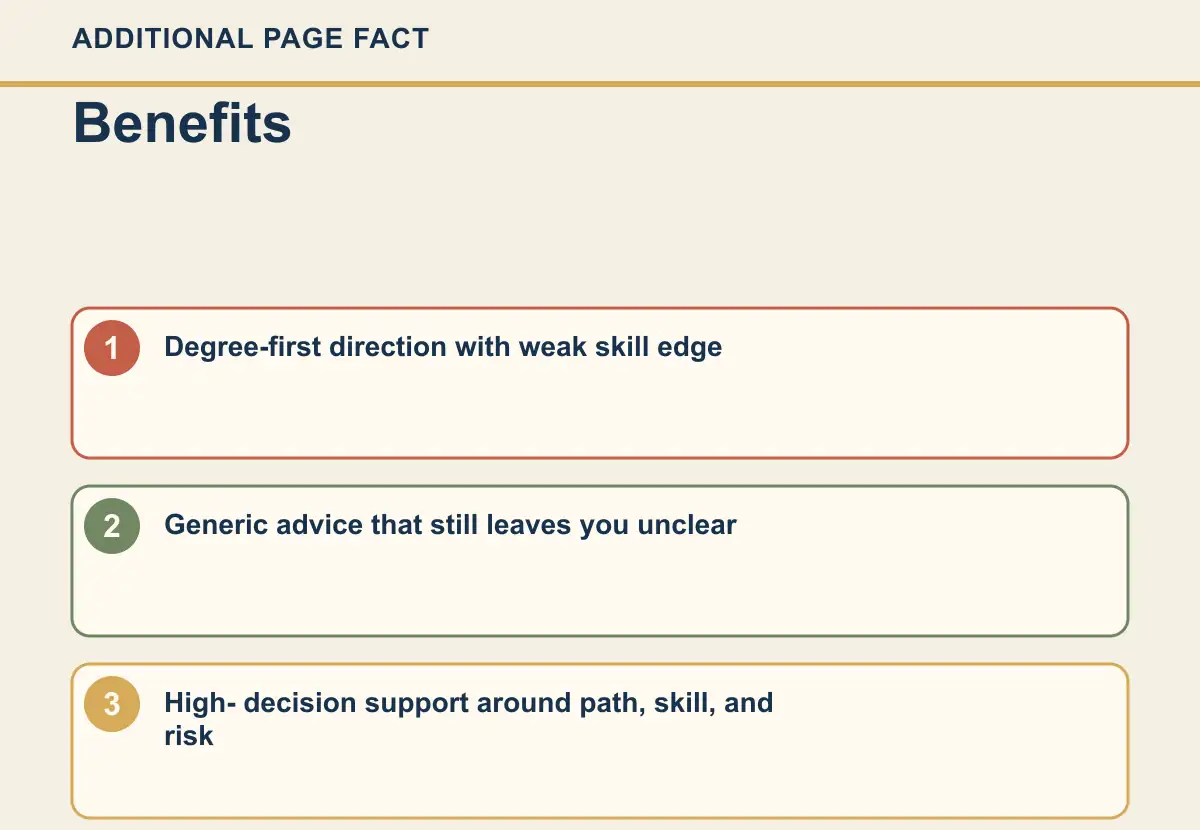 ADDITIONAL PAGE FACT
Benefits
1
Degree-first direction with weak skill edge
2
Generic advice that still leaves you unclear
3
High- decision support around path, skill, and
risk